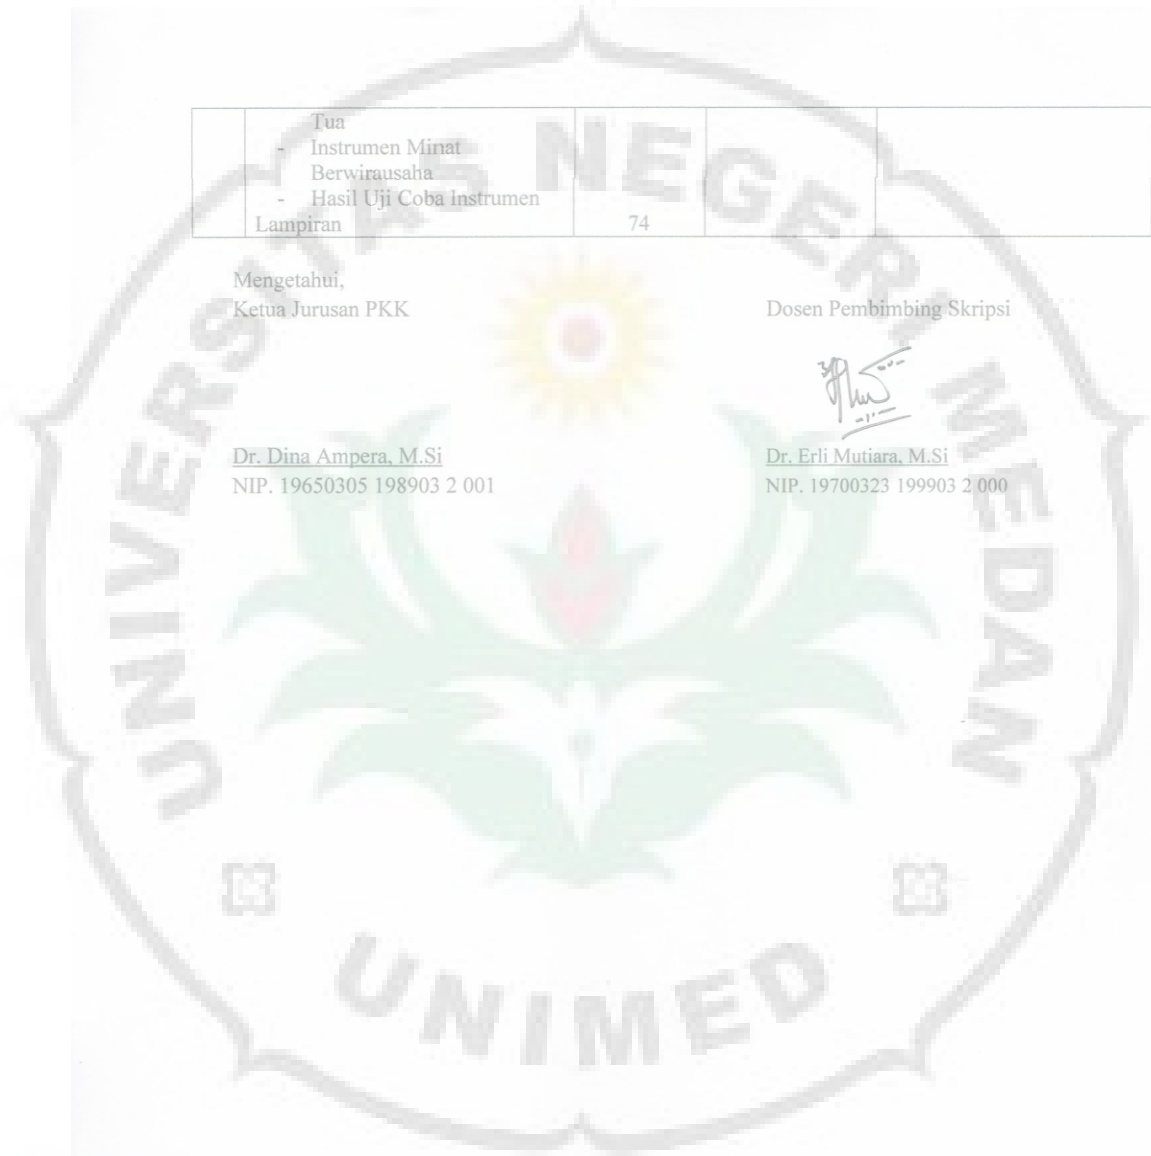 Tua
- Instrumen Minat
Berwirausaha
- Hasil Uji Coba Instrumen
Lampiran 74
Mengetahui,
Ketua Jurusan PKK
Dosen Pembimbing Skripsi
Dr. Dina Ampera, M.Si
NIP. 19650305 198903 2 001
Dr. Erli Mutiara, M.Si
NIP. 19700323 199903 2 000
UNIVERSITAS NEGERI MEDAN
UNIMED